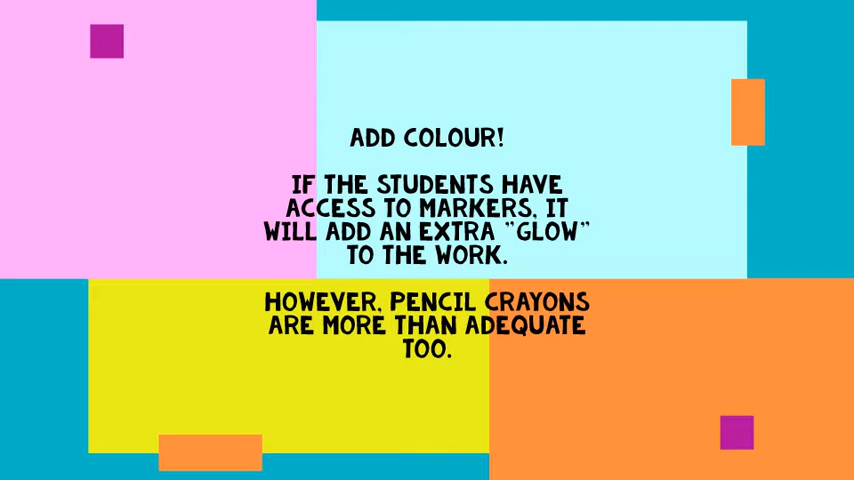 ADD COLOUR!
IF THE STUDENTS HAVE
ACCESS TO MARKERS, IT
WILL ADD AN EXTRA "GLOW"
TO THE WORK.
HOWEVER, PENCIL CRAYONS
ARE MORE THAN ADEQUATE
TOO.